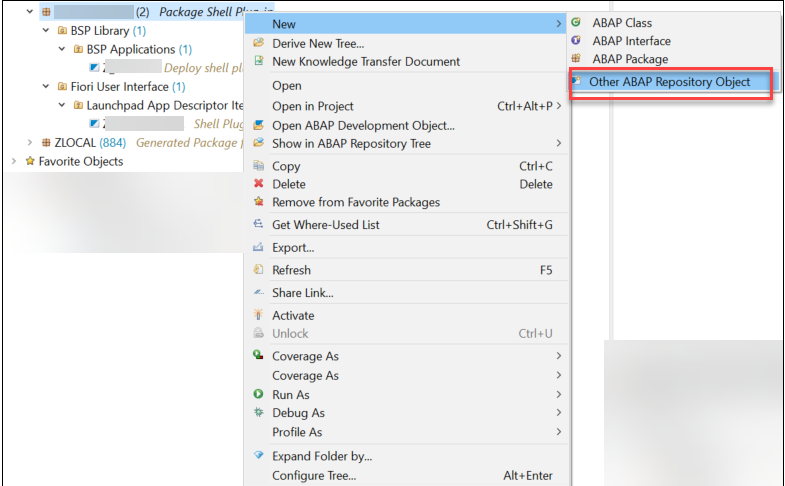 (2) Package Shell Plug-in
BSP Library (1)
BSP Applications (1)
Deploy shell pl
Fiori User Interface (1)
Launchpad App Descriptor Ite
Shell Plug
ZLOCAL (884) Generated Package f
Favorite Objects
New
Derive New Tree...
New Knowledge Transfer Document
Open
Open in Project Ctrl+Alt+P
Open ABAP Development Object...
Show in ABAP Repository Tree
Copy Ctrl+C
Delete Delete
Remove from Favorite Packages
Get Where-Used List Ctrl+Shift+G
Export...
Refresh F5
Share Link...
Activate
Unlock Ctrl+U
Coverage As
Coverage As
Run As
Debug As
Profile As
Expand Folder by...
Configure Tree... Alt+Enter
ABAP Class
ABAP Interface
ABAP Package
Other ABAP Repository Object